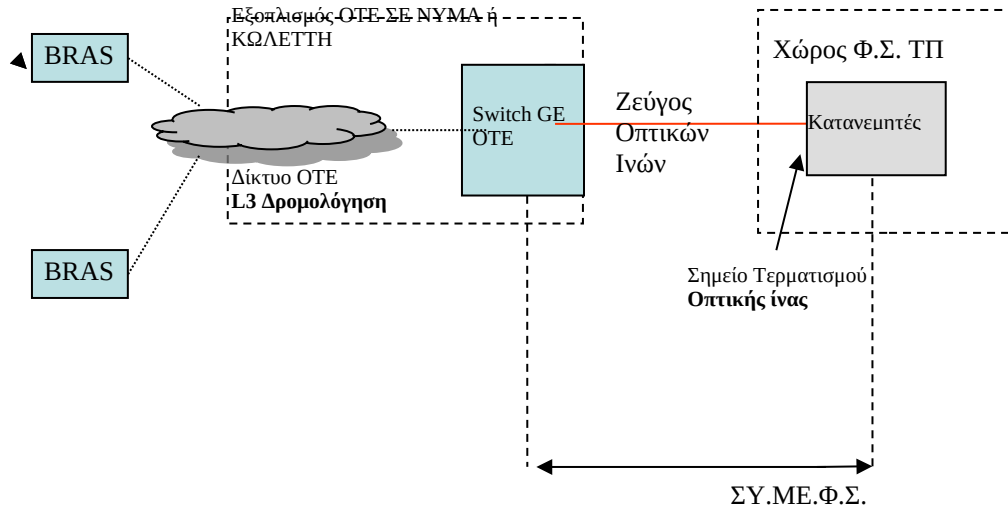 Εξοπλισμός ΟΤΕ ΣΕ ΝΥΜΑ ή
ΚΩΛΕΤΤΗ
BRAS
Χώρος Φ.Σ. ΤΠ
Switch GE
ΟΤΕ
Ζεύγος
Οπτικών
Ινών
Κατανεμητές
Δίκτυο ΟΤΕ
L3 Δρομολόγηση
BRAS
Σημείο Τερματισμού
Οπτικής ίνας
ΣΥ.ΜΕ.Φ.Σ.